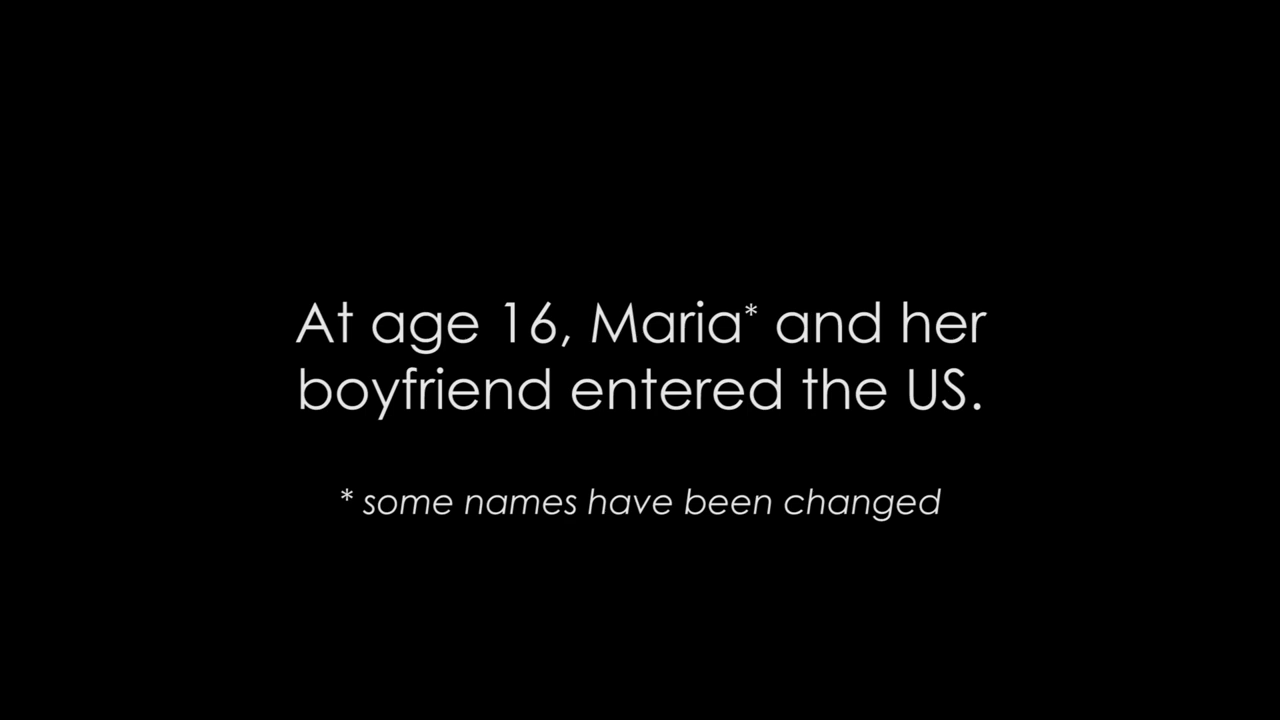 At age 16, Maria* and her
boyfriend entered the US.
* some names have been changed